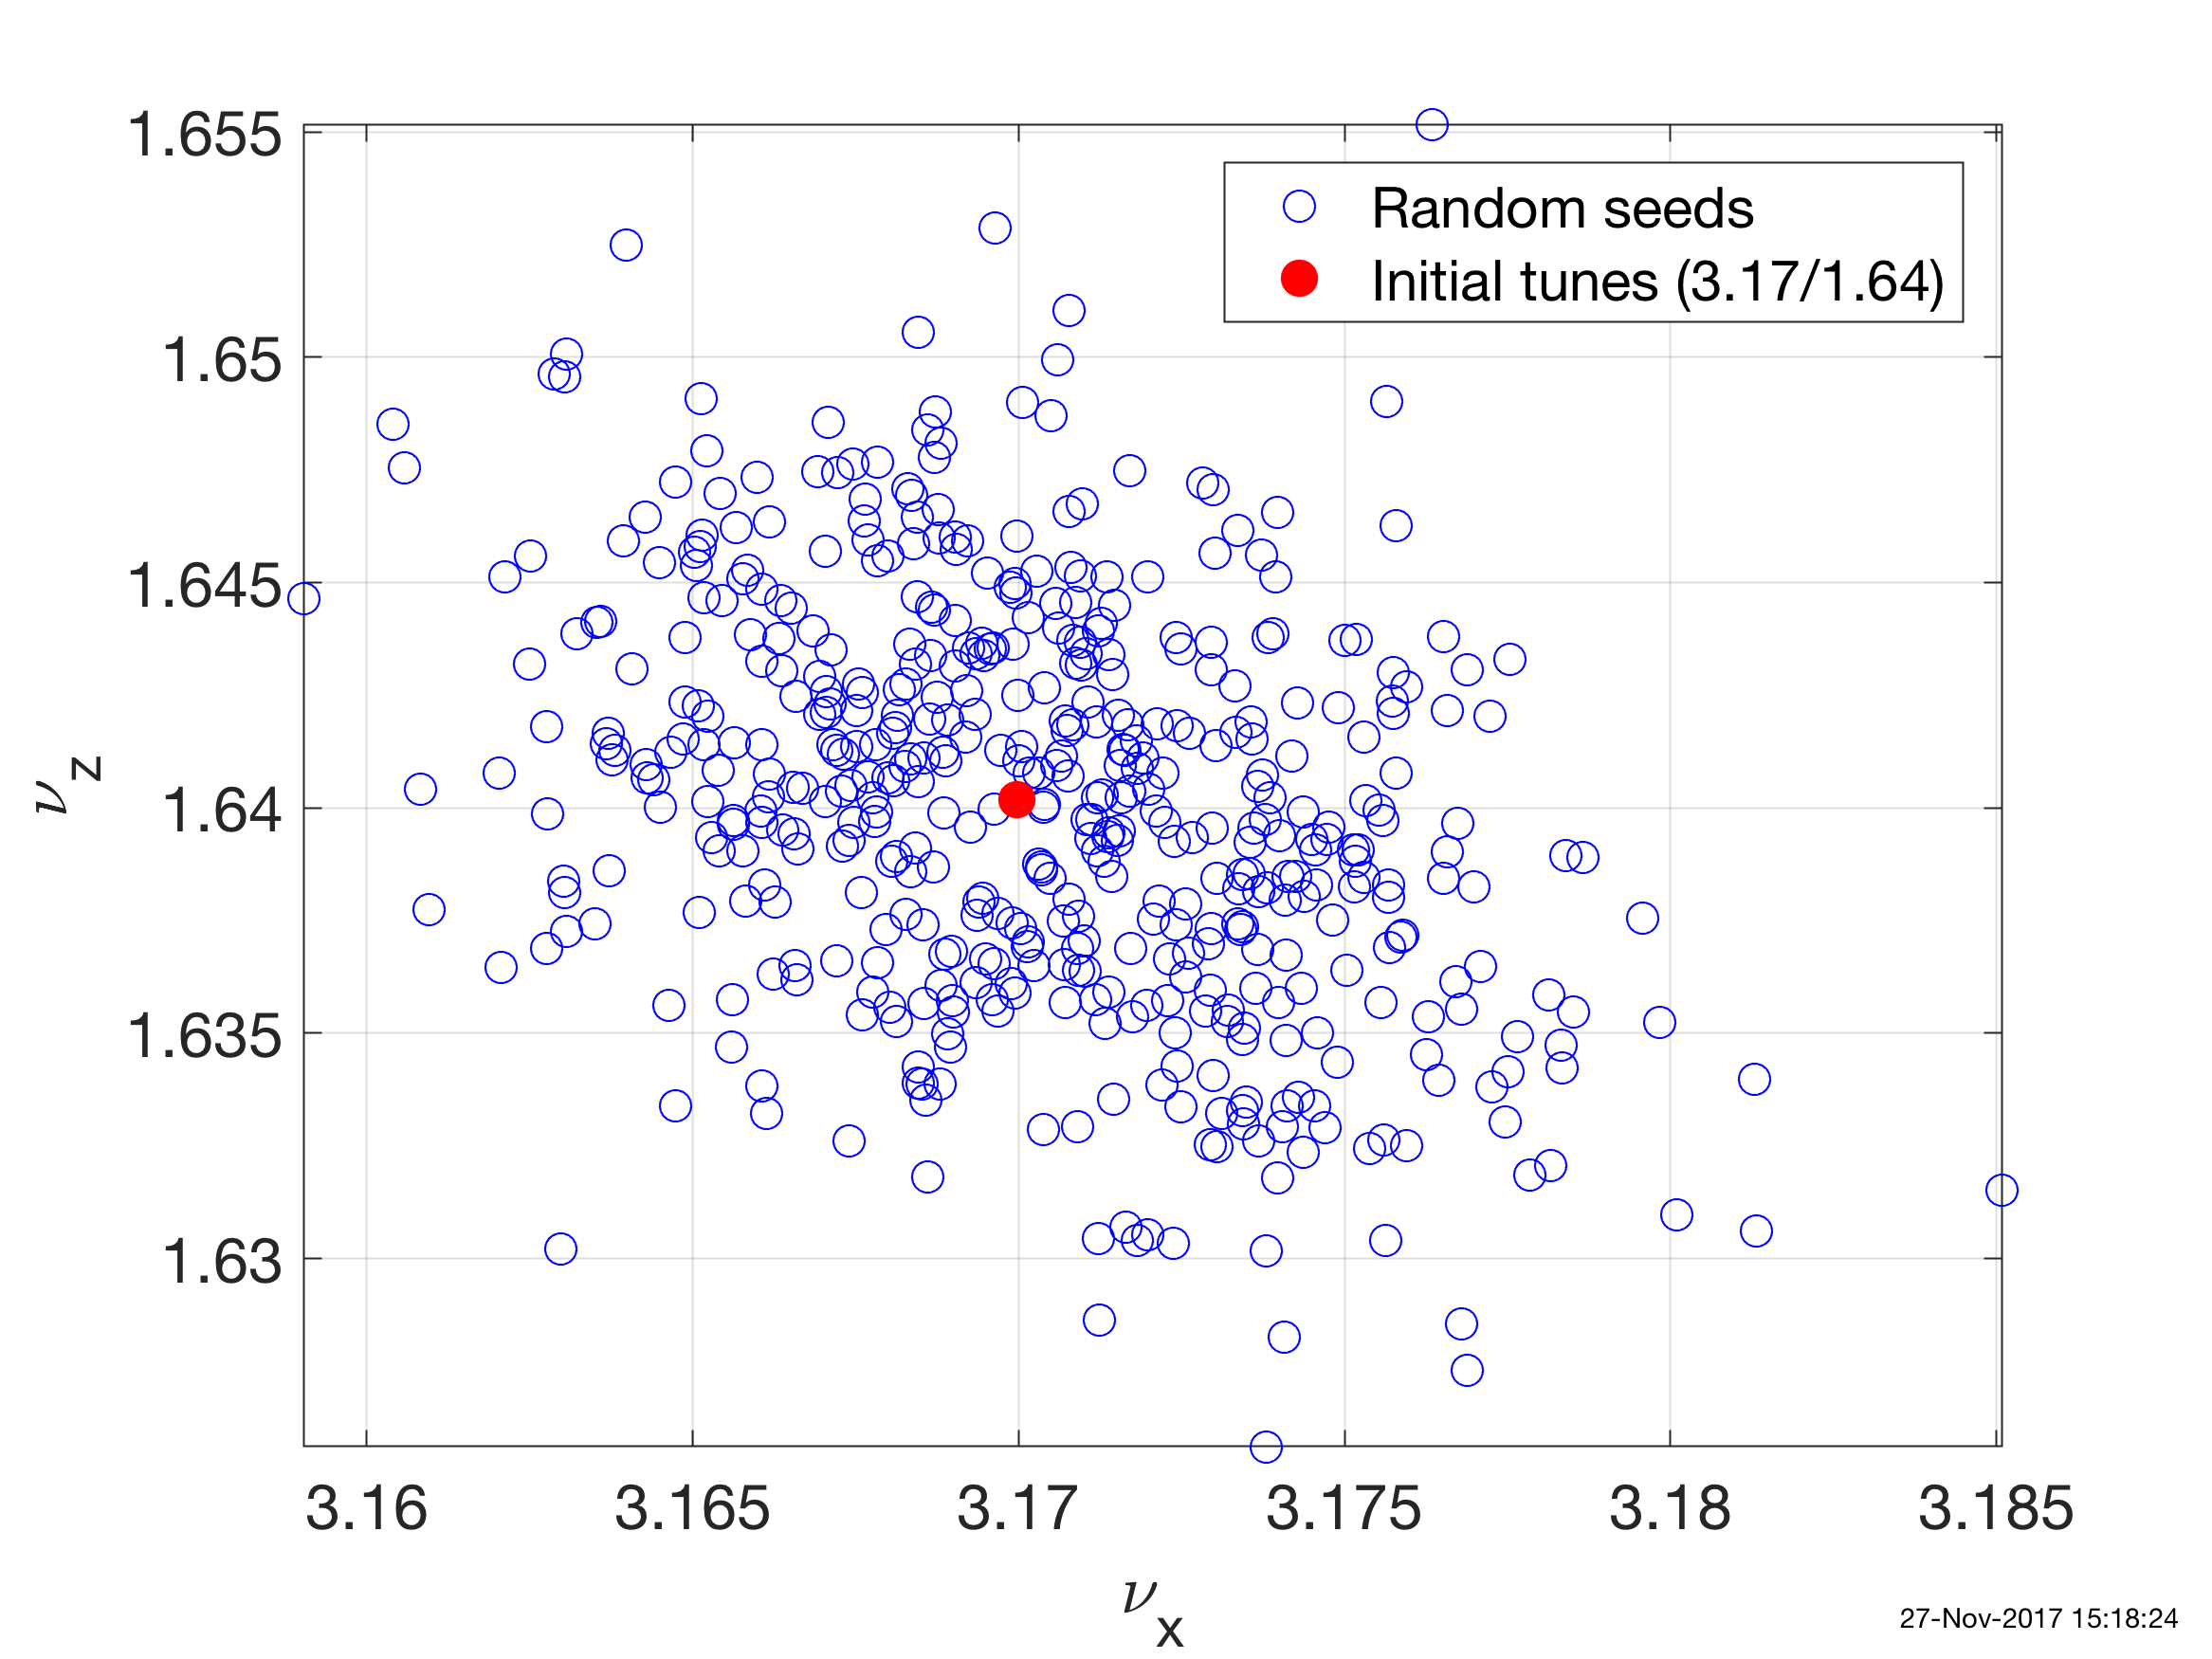 1.655
1.65
1.645
1.64
1.635
1.63
νz
Random seeds
Initial tunes (3.17/1.64)
3.16 3.165 3.17 3.175 3.18 3.185
νx
27-Nov-2017 15:18:24